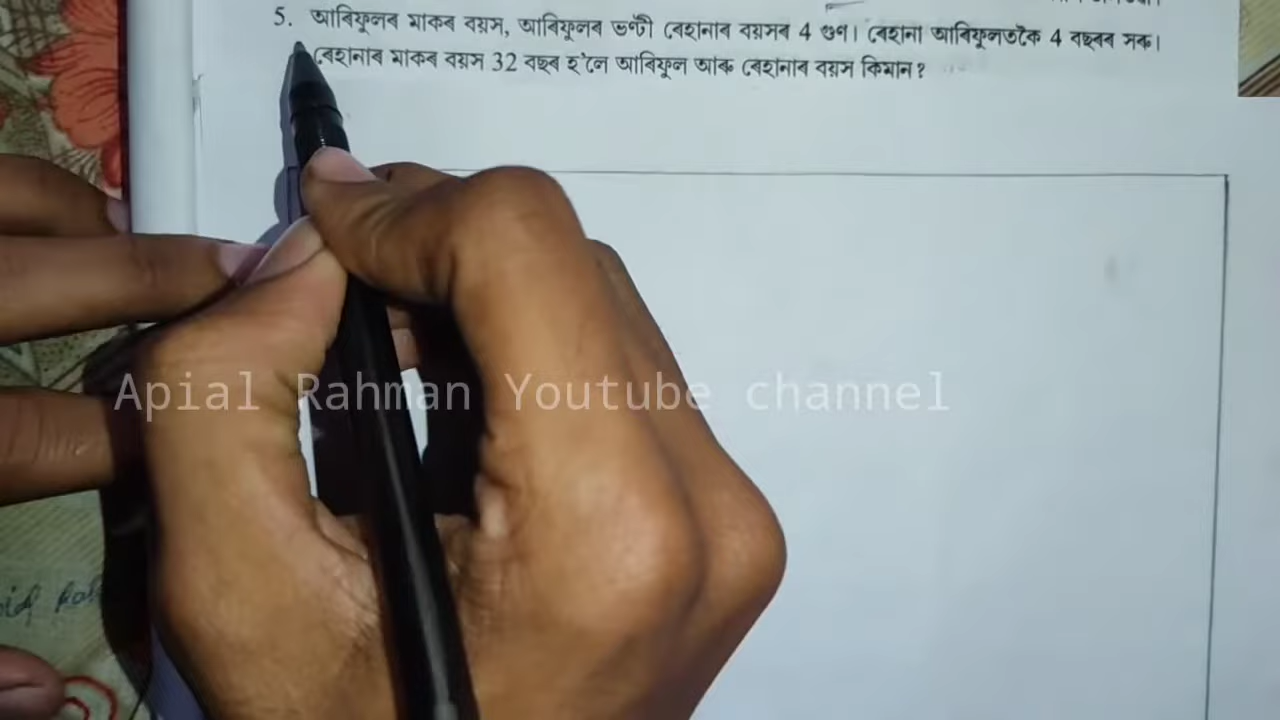 5. আৰিফুলৰ মাকৰ বয়স, আৰিফুলৰ ভণ্টী ৰেহানাৰ বয়সৰ 4 গুণ। ৰেহানা আৰিফুলতকৈ 4 বছৰৰ সৰু।
ৰেহানাৰ মাকৰ বয়স 32 বছৰ হ'লে আৰিফুল আৰু ৰেহানাৰ বয়স কিমান?
Apial Rahman Youtube channel